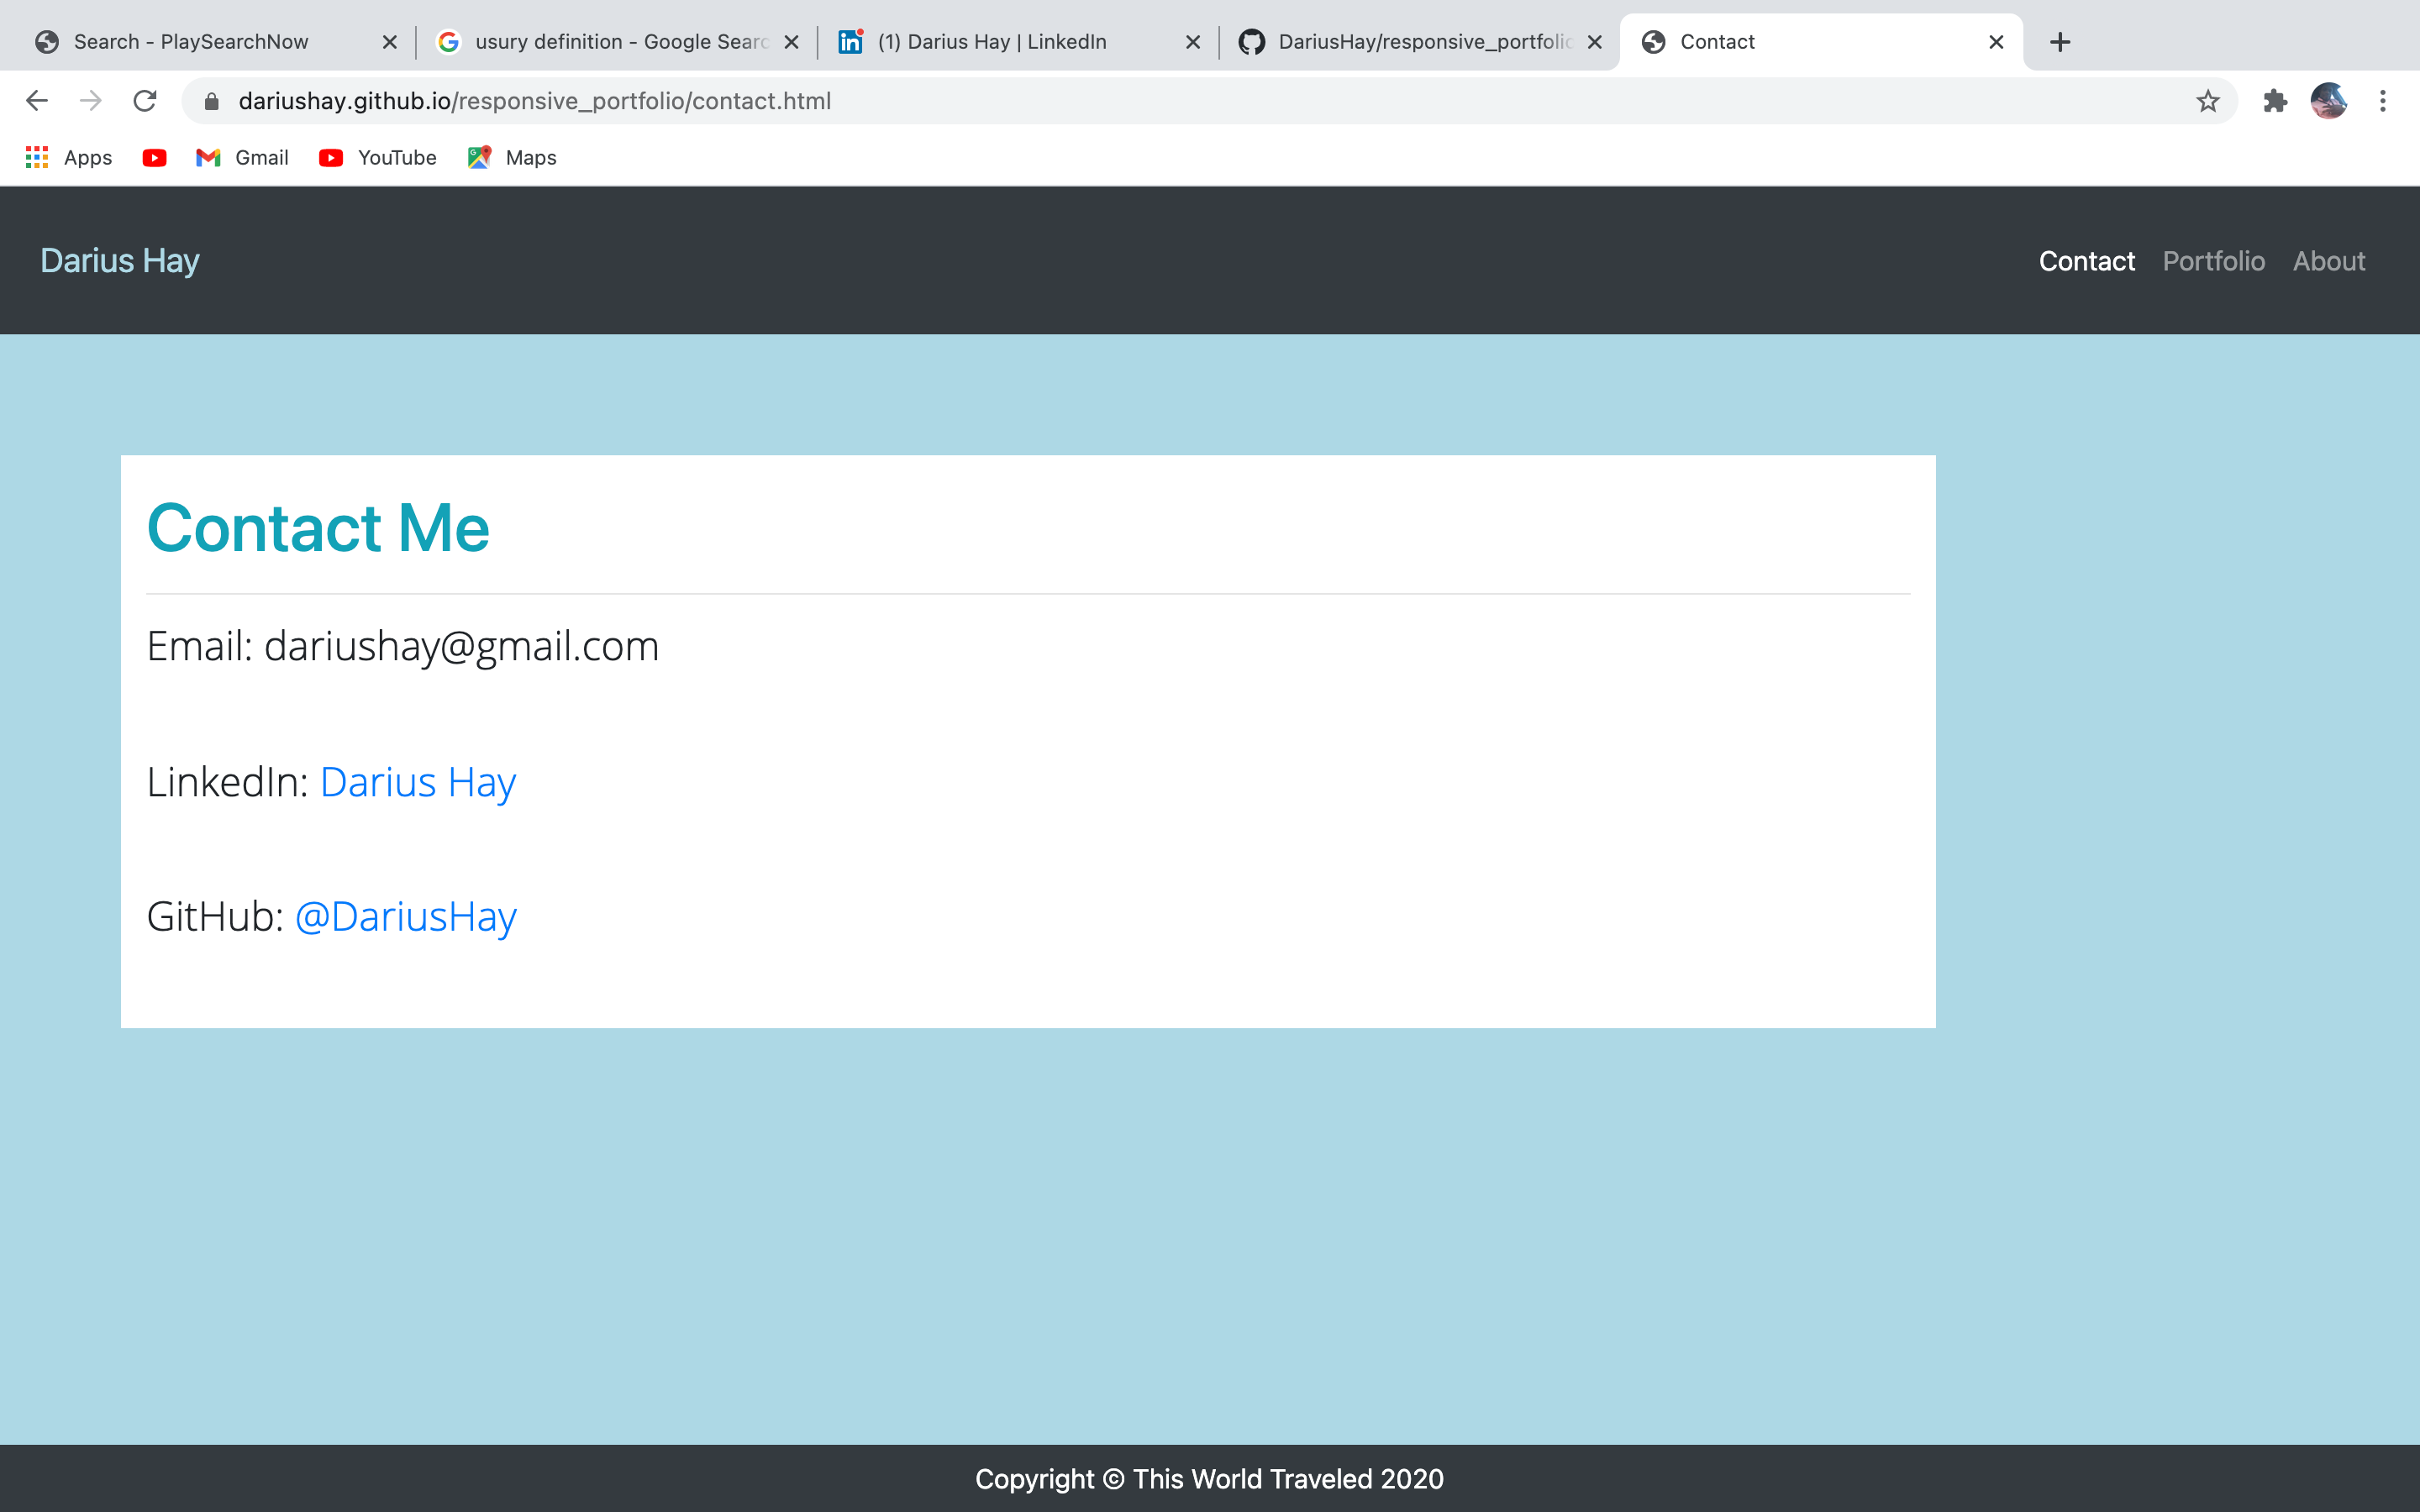 Search - PlaySearchNow
usury definition - Google Searc
(1) Darius Hay | LinkedIn
DariusHay/responsive_portfolio
Contact
dariushay.github.io/responsive_portfolio/contact.html
Apps Gmail YouTube Maps
Darius Hay
Contact Portfolio About
Contact Me
Email: dariushay@gmail.com
LinkedIn: Darius Hay
GitHub: @DariusHay
Copyright © This World Traveled 2020